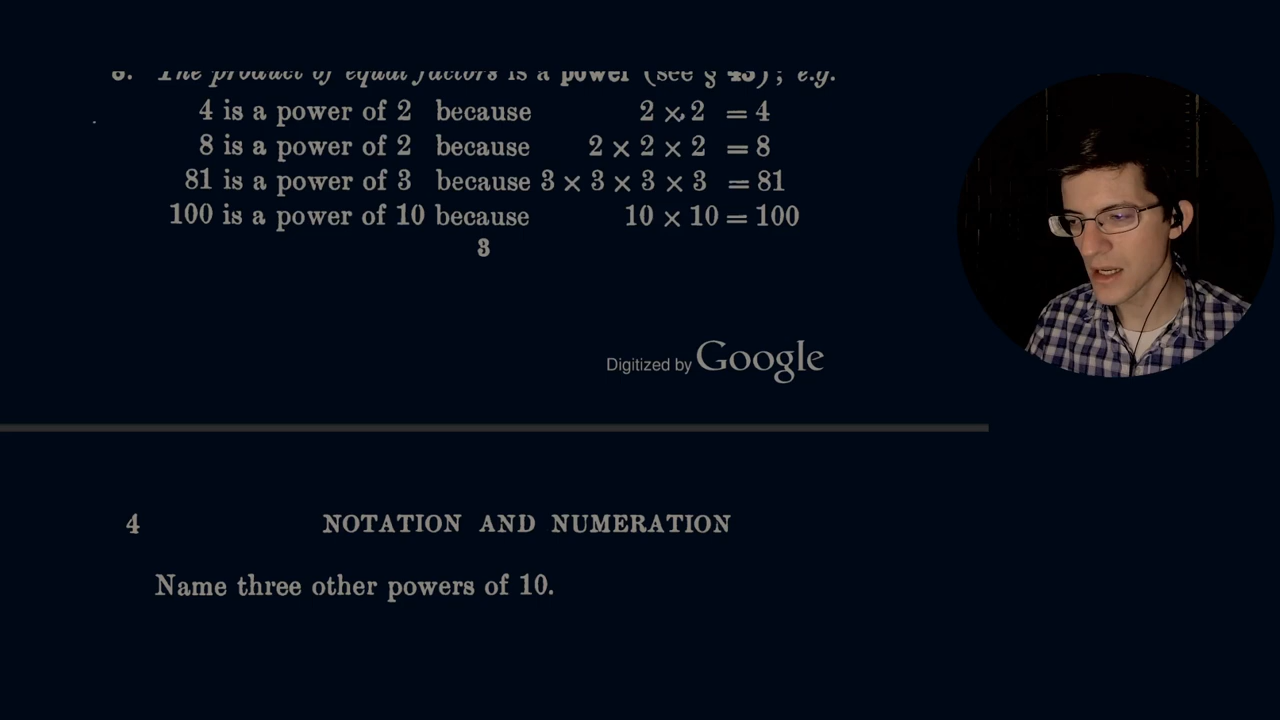 8. The product of equal factors is a power (see § 43); e.g.
4 is a power of 2 because 2 × 2 = 4
8 is a power of 2 because 2 × 2 × 2 = 8
81 is a power of 3 because 3 × 3 × 3 × 3 = 81
100 is a power of 10 because 10 × 10 = 100
3
Digitized by Google
4 NOTATION AND NUMERATION
Name three other powers of 10.